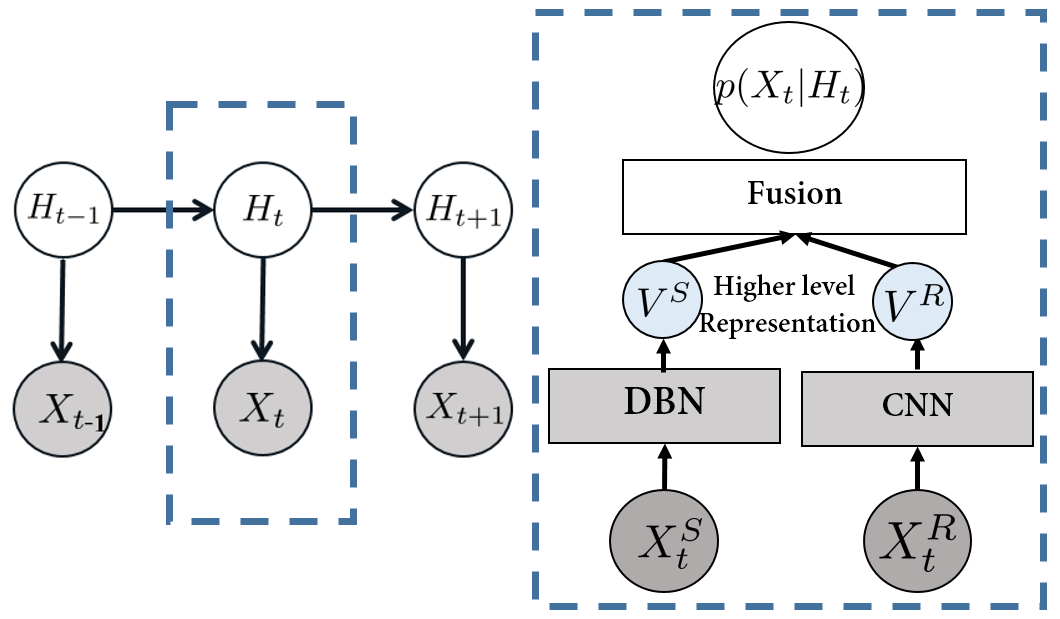 H_{t-1}
H_t
H_{t+1}
X_{t-1}
X_t
X_{t+1}
p(X_t|H_t)
Fusion
V^S
Higher level
Representation
V^R
DBN
CNN
X_t^S
X_t^R